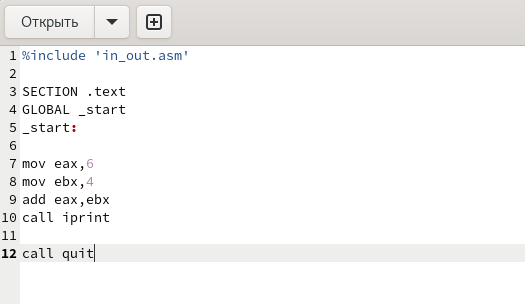 Открыть
1 %include 'in_out.asm'
2
3 SECTION .text
4 GLOBAL _start
5 _start:
6
7 mov eax,6
8 mov ebx,4
9 add eax,ebx
10 call iprint
11
12 call quit